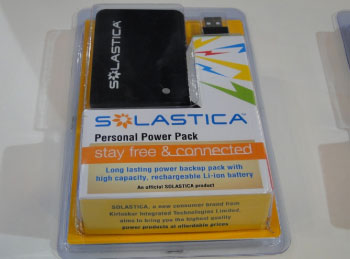 SOLASTICA
SOLASTICA
Personal Power Pack
stay free & connected
Long lasting power backup pack with
high capacity, rechargeable Li-ion battery
An official SOLASTICA product
SOLASTICA, a new consumer brand from
Kirloskar Integrated Technologies Limited,
aims to bring you the highest quality
power products at affordable prices